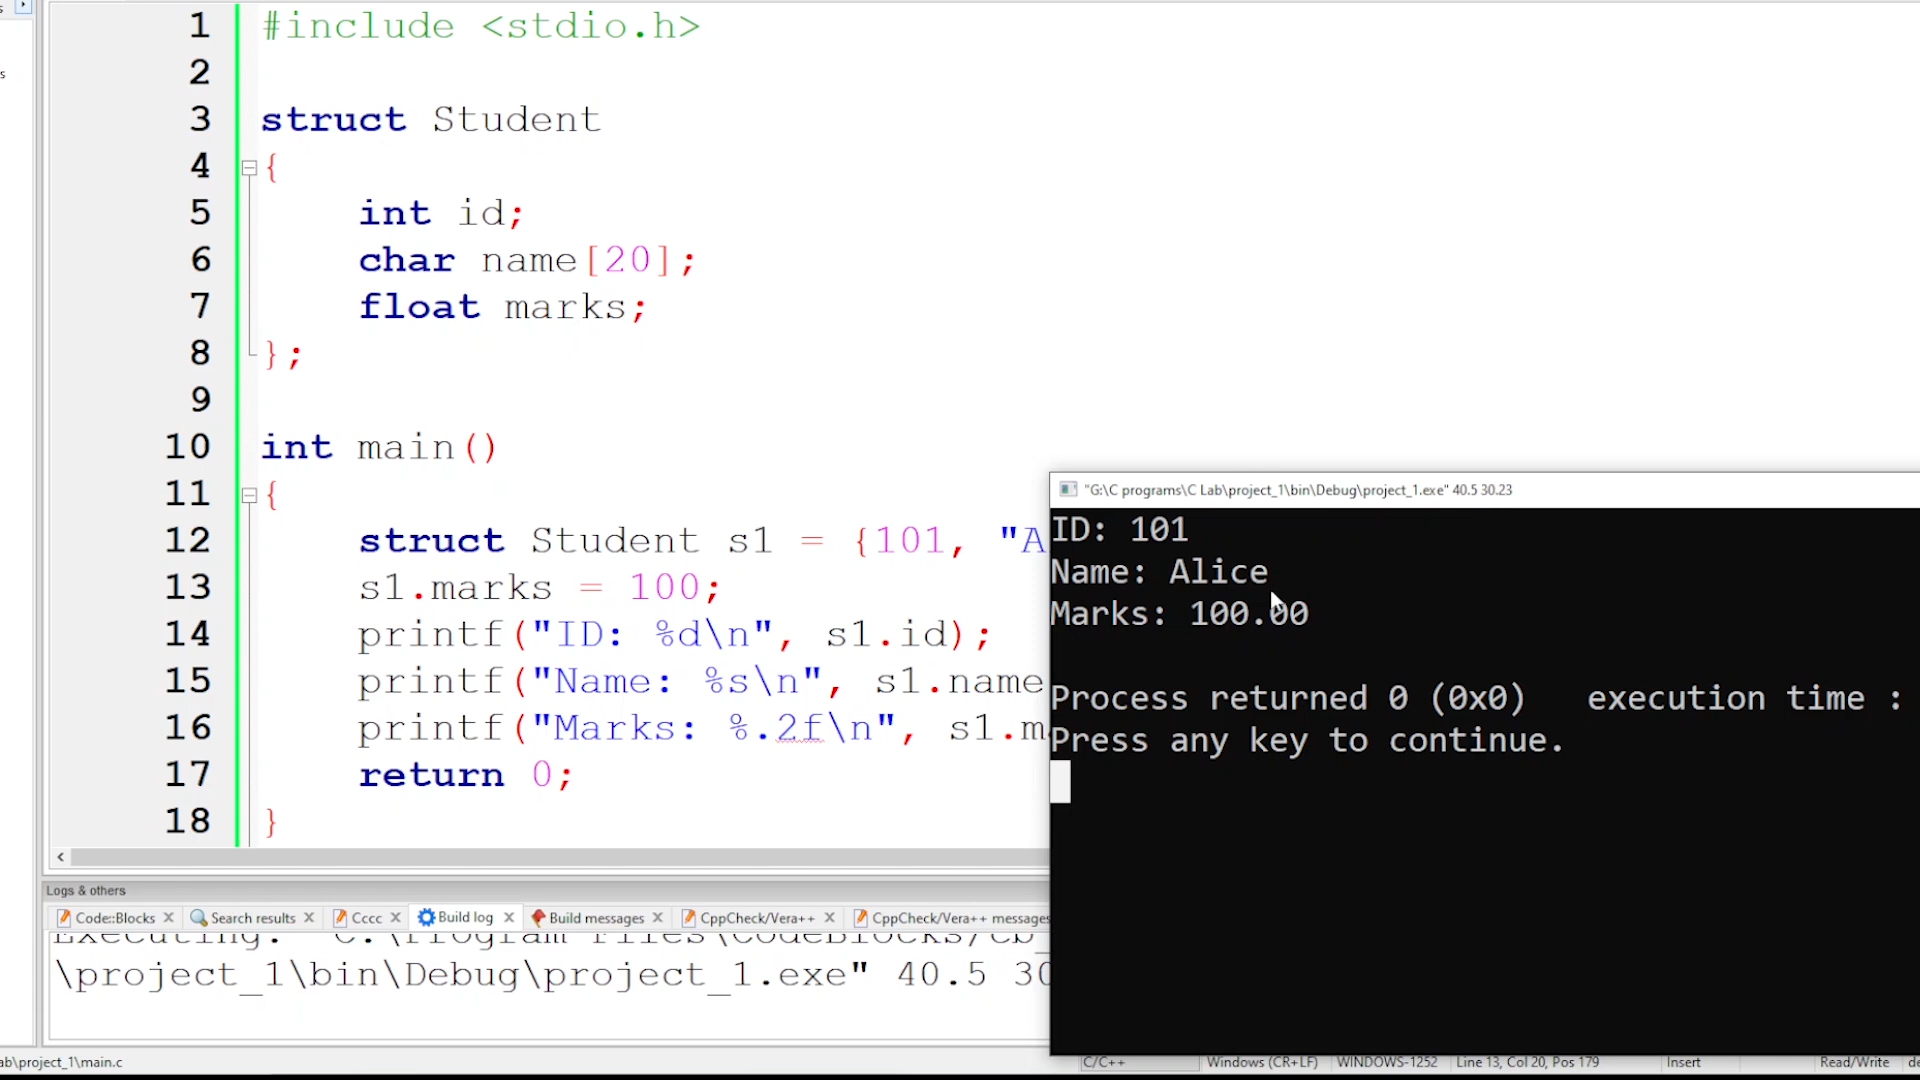 1 #include <stdio.h>
2
3 struct Student
4 {
5 int id;
6 char name[20];
7 float marks;
8 };
9
10 int main()
11 {
12 struct Student s1 = {101, "A
13 s1.marks = 100;
14 printf("ID: %d\n", s1.id);
15 printf("Name: %s\n", s1.name
16 printf("Marks: %.2f\n", s1.m
17 return 0;
18 }
"G:\C programs\C Lab\project_1\bin\Debug\project_1.exe" 40.5 30.23
ID: 101
Name: Alice
Marks: 100.00
Process returned 0 (0x0) execution time :
Press any key to continue.
Logs & others
Code::Blocks Search results Cccc Build log Build messages CppCheck/Vera++ CppCheck/Vera++ messages
Executing: "C:\Program Files\CodeBlocks/cb_
\project_1\bin\Debug\project_1.exe" 40.5 30
ab\project_1\main.c C/C++ Windows (CR+LF) WINDOWS-1252 Line 13, Col 20, Pos 179 Insert Read/Write de